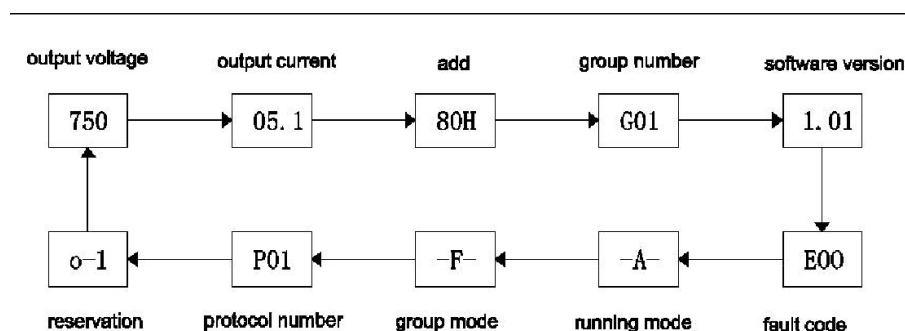 output voltage output current add group number software version
750 05.1 80H G01 1.01
o-1 P01 -F- -A- E00
reservation protocol number group mode running mode fault code